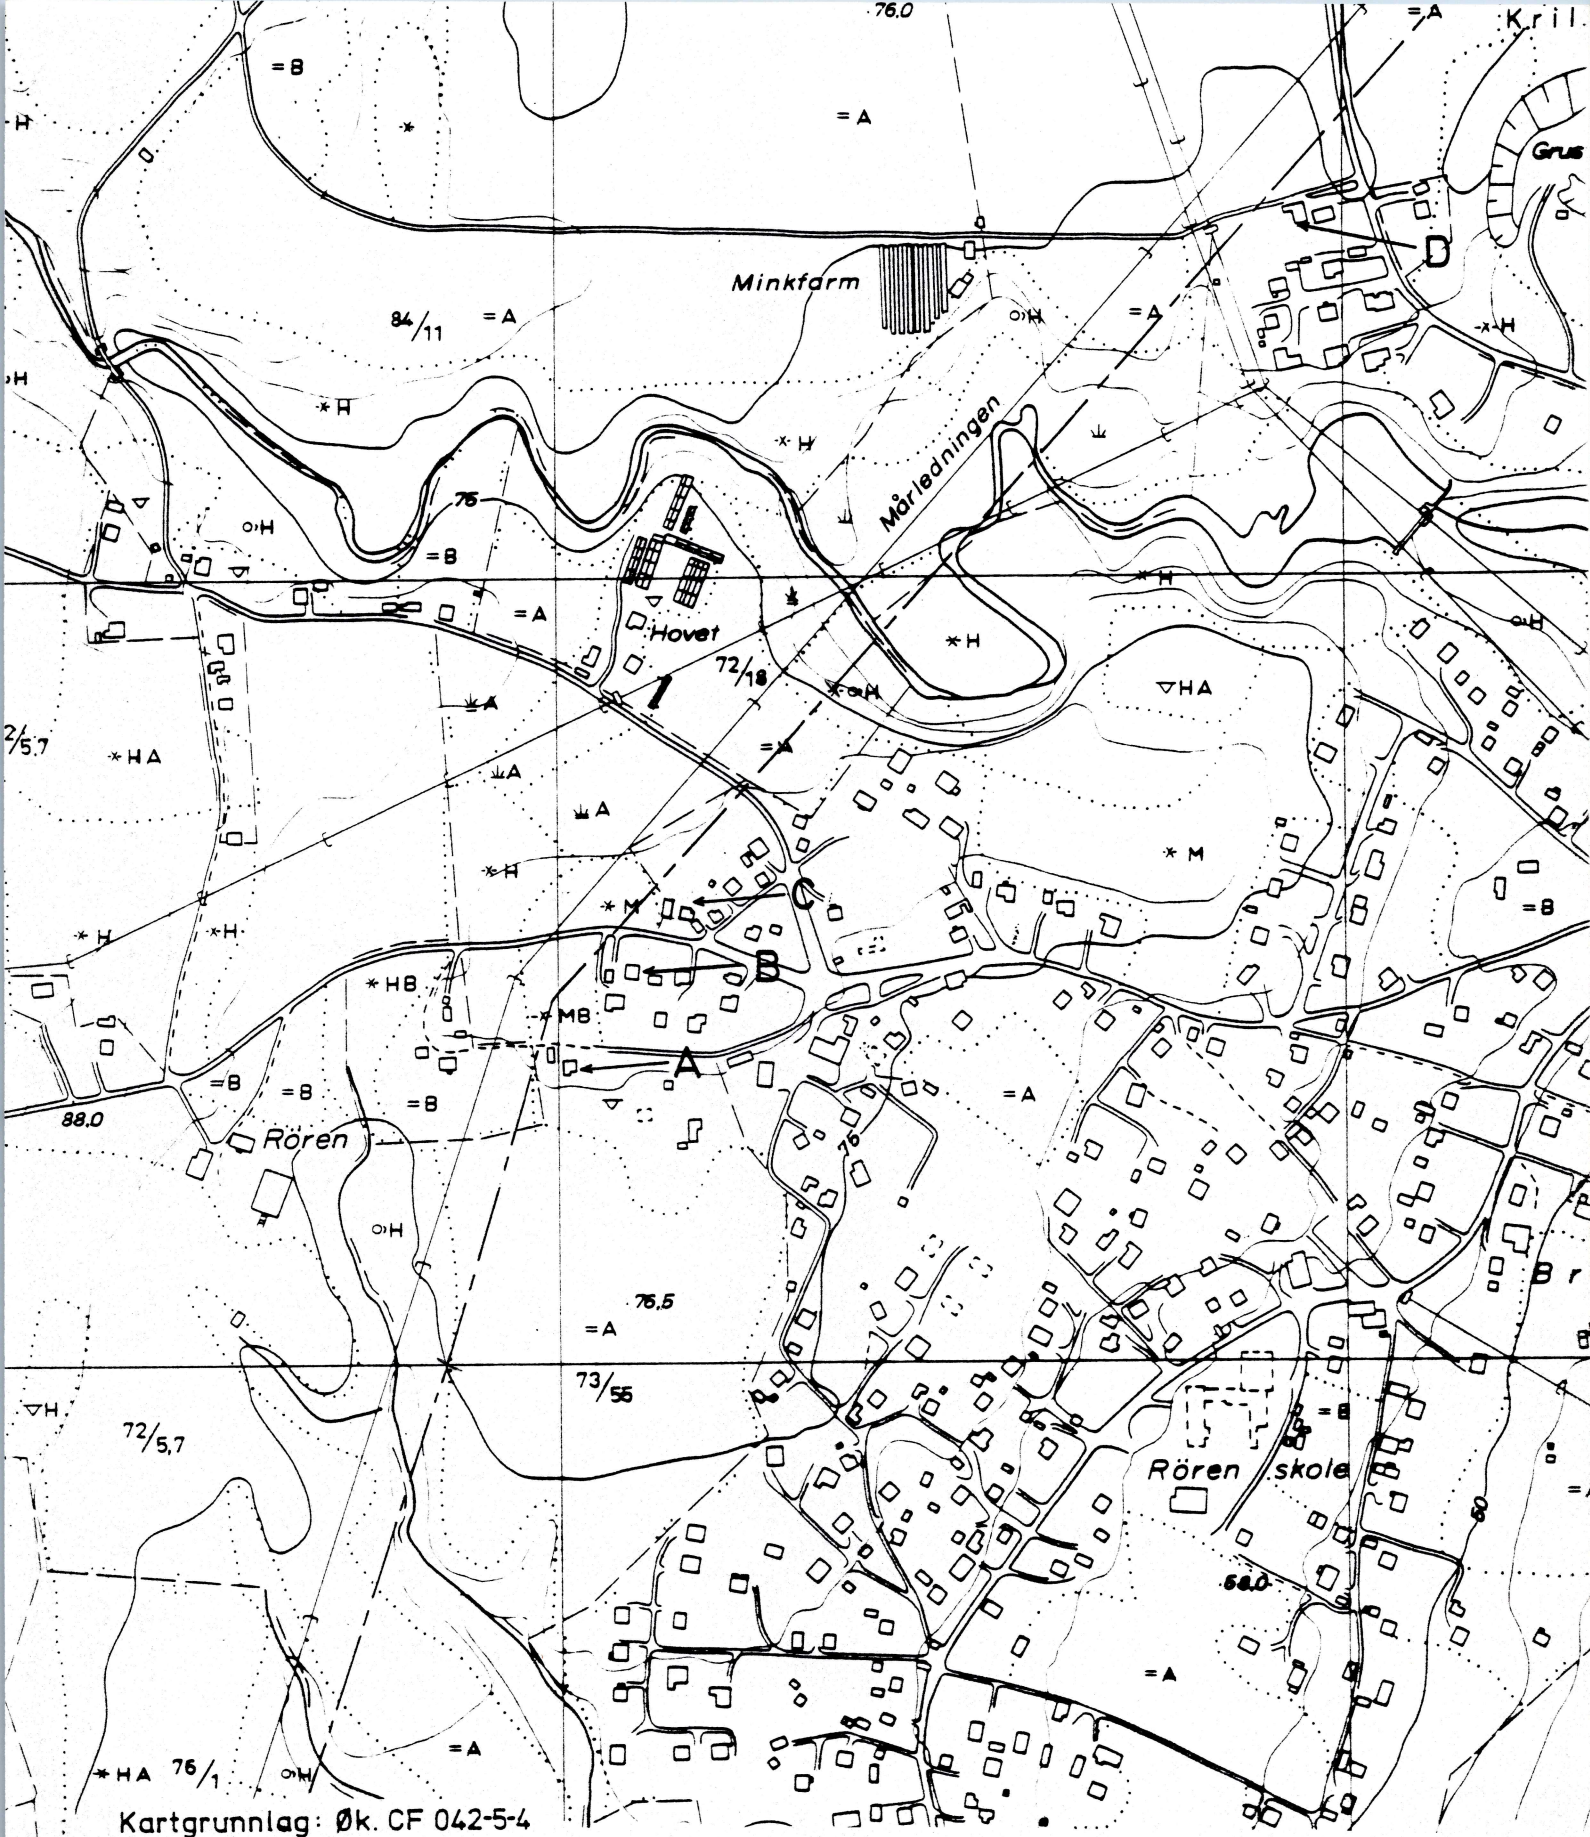 76.0
=A
Kril
=B
H
=A
Grus
D
Minkfarm
84/11
=A
H
=A
H
H
H
H
Mårledningen
76
H
=B
H
=A
Hovet
H
H
72/18
1
H
H
HA
A
2/5.7
HA
A
A
M
H
C
M
=B
H
H
B
HB
MB
A
=B
=B
=B
=A
88.0
Rören
76
H
Br
76,5
=A
73/55
H
72/5,7
=B
Rören skole
60
68.0
=A
=A
HA
76/1
H
Kartgrunnlag: Øk. CF 042-5-4